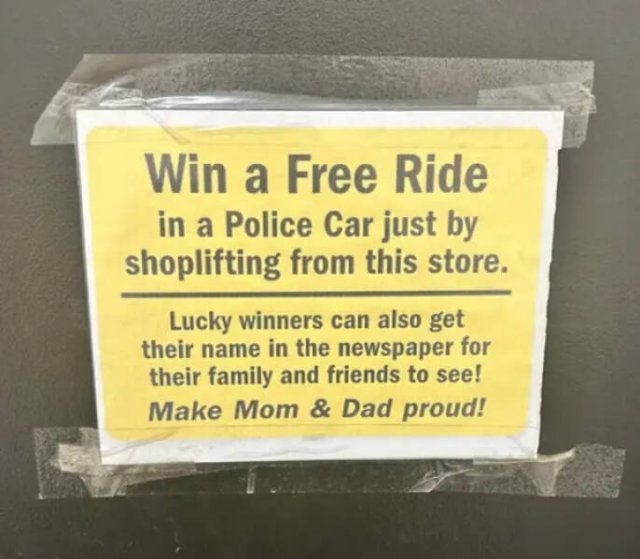 Win a Free Ride
in a Police Car just by
shoplifting from this store.
Lucky winners can also get
their name in the newspaper for
their family and friends to see!
Make Mom & Dad proud!